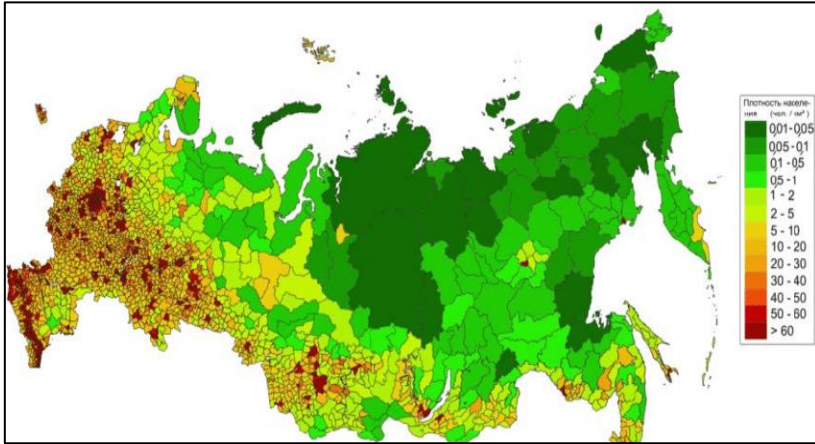 Плотность населе-
ния (чел. / км²)
0,01 - 0,05
0,05 - 0,1
0,1 - 0,5
0,5 - 1
1 - 2
2 - 5
5 - 10
10 - 20
20 - 30
30 - 40
40 - 50
50 - 60
> 60